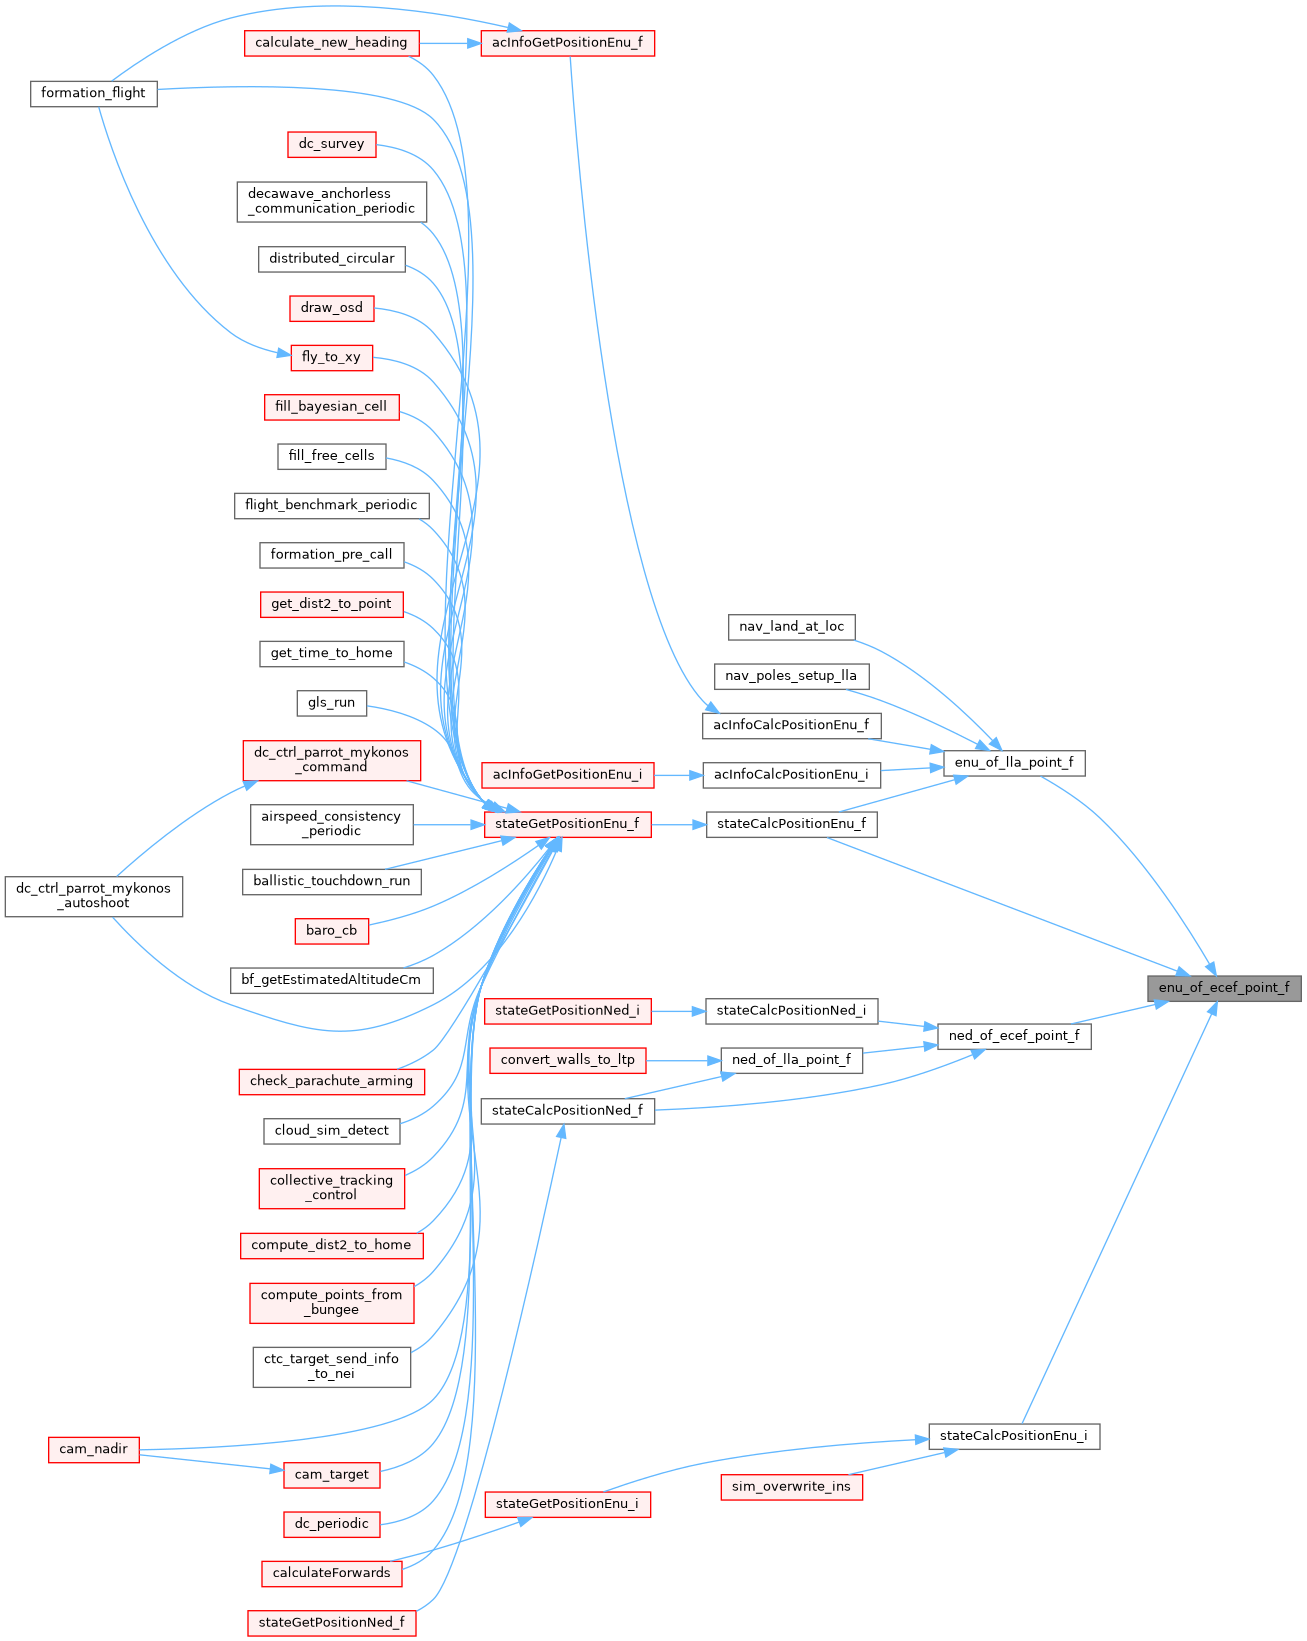 calculate_new_heading
acInfoGetPositionEnu_f
formation_flight
dc_survey
decawave_anchorless
_communication_periodic
distributed_circular
draw_osd
fly_to_xy
fill_bayesian_cell
fill_free_cells
flight_benchmark_periodic
formation_pre_call
get_dist2_to_point
get_time_to_home
gls_run
dc_ctrl_parrot_mykonos
_command
airspeed_consistency
_periodic
ballistic_touchdown_run
dc_ctrl_parrot_mykonos
_autoshoot
baro_cb
bf_getEstimatedAltitudeCm
check_parachute_arming
cloud_sim_detect
collective_tracking
_control
compute_dist2_to_home
compute_points_from
_bungee
ctc_target_send_info
_to_nei
cam_nadir
cam_target
dc_periodic
calculateForwards
stateGetPositionNed_f
acInfoGetPositionEnu_i
stateGetPositionEnu_f
stateGetPositionNed_i
convert_walls_to_ltp
stateCalcPositionNed_f
stateGetPositionEnu_i
nav_land_at_loc
nav_poles_setup_lla
acInfoCalcPositionEnu_f
acInfoCalcPositionEnu_i
stateCalcPositionEnu_f
stateCalcPositionNed_i
ned_of_lla_point_f
sim_overwrite_ins
enu_of_lla_point_f
ned_of_ecef_point_f
stateCalcPositionEnu_i
enu_of_ecef_point_f